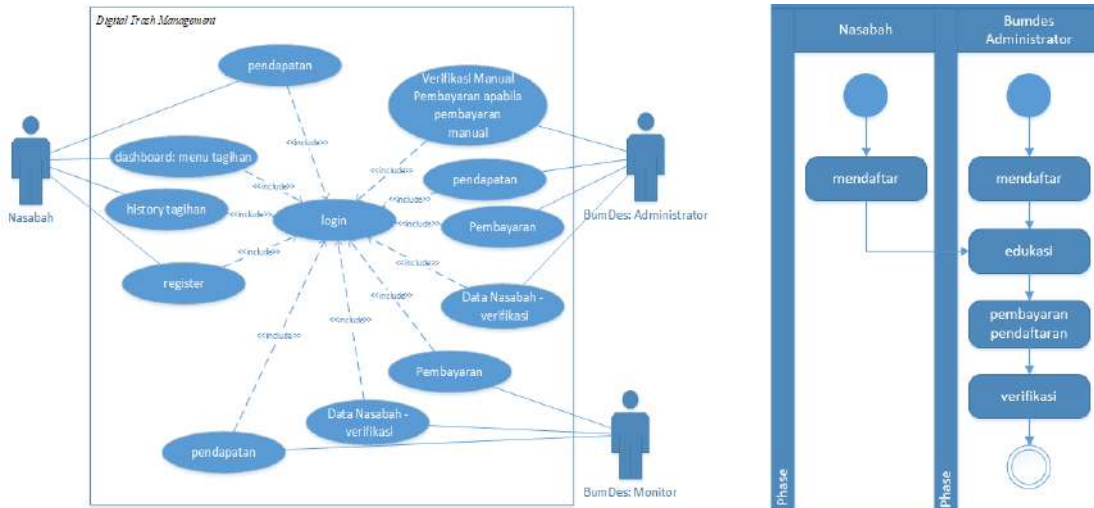 Digital Trash Management
pendapatan
Verifikasi Manual
Pembayaran apabila
pembayaran
manual
<<include>>
<<include>>
dashboard: menu tagihan
<<include>>
<<include>>
pendapatan
Nasabah
history tagihan
<<include>>
login
<<include>>
Pembayaran
BumDes: Administrator
<<include>>
<<include>>
register
<<include>>
Data Nasabah -
verifikasi
<<include>>
<<include>>
Pembayaran
Data Nasabah -
verifikasi
pendapatan
BumDes: Monitor
Nasabah
Bumdes
Administrator
mendaftar
mendaftar
edukasi
pembayaran
pendaftaran
verifikasi
Phase
Phase